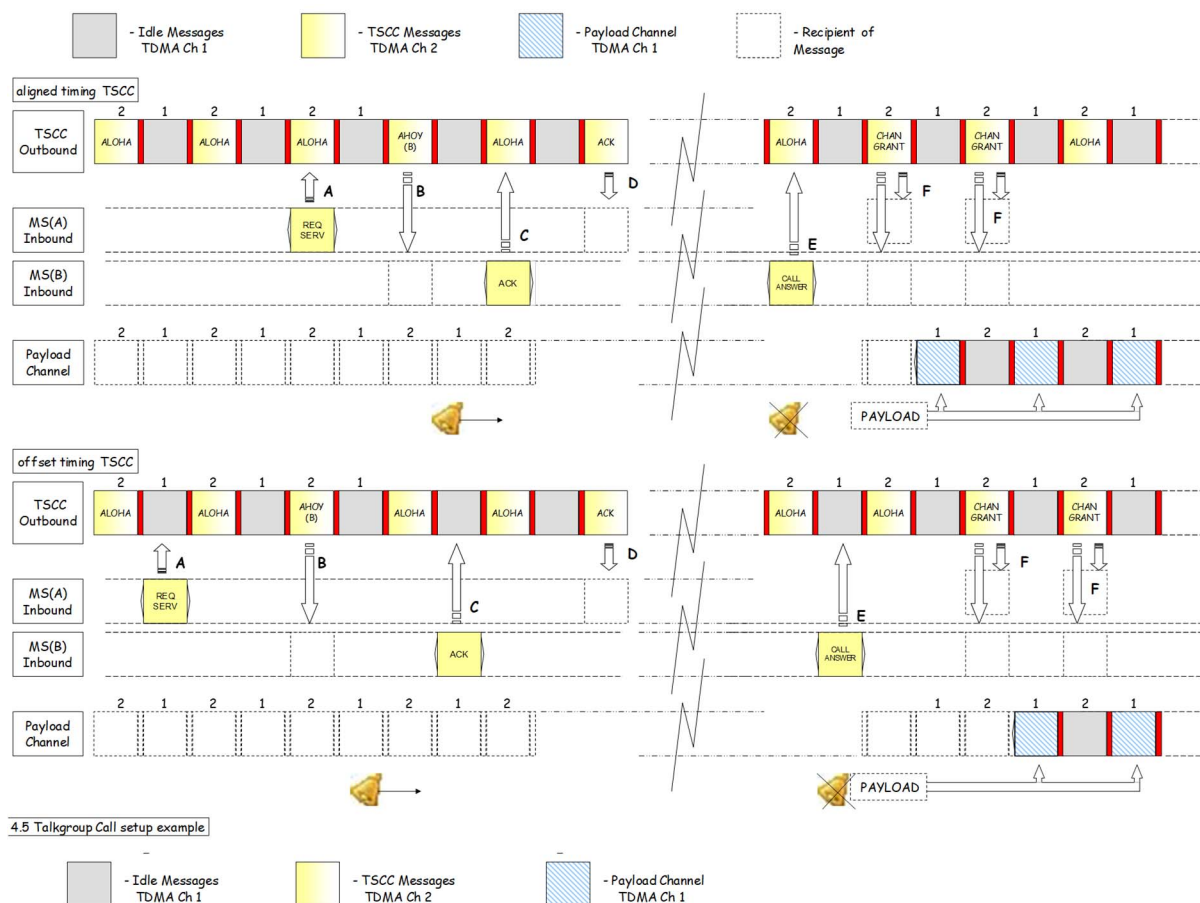 - Idle Messages
TDMA Ch 1
- TSCC Messages
TDMA Ch 2
- Payload Channel
TDMA Ch 1
- Recipient of
Message
aligned timing TSCC
2 1 2 1 2 1 2 2 1 2 1 2 1 2 1
TSCC
Outbound
ALOHA ALOHA ALOHA AHOY
(B) ALOHA ACK ALOHA CHAN
GRANT CHAN
GRANT ALOHA
A B C D E F F
MS(A)
Inbound
REQ
SERV
MS(B)
Inbound
ACK
CALL
ANSWER
2 1 2 1 2 1 2 1 2 1 2 1 2 1
Payload
Channel
PAYLOAD
offset timing TSCC
2 1 2 1 2 1 2 1 2 1 2 1 2 1
TSCC
Outbound
ALOHA ALOHA AHOY
(B) ALOHA ALOHA ACK ALOHA ALOHA CHAN
GRANT CHAN
GRANT
A B C D E F F
MS(A)
Inbound
REQ
SERV
MS(B)
Inbound
ACK
CALL
ANSWER
2 1 2 1 2 1 2 1 2 1 2 1 2 1
Payload
Channel
PAYLOAD
4.5 Talkgroup Call setup example
- Idle Messages
TDMA Ch 1
- TSCC Messages
TDMA Ch 2
- Payload Channel
TDMA Ch 1